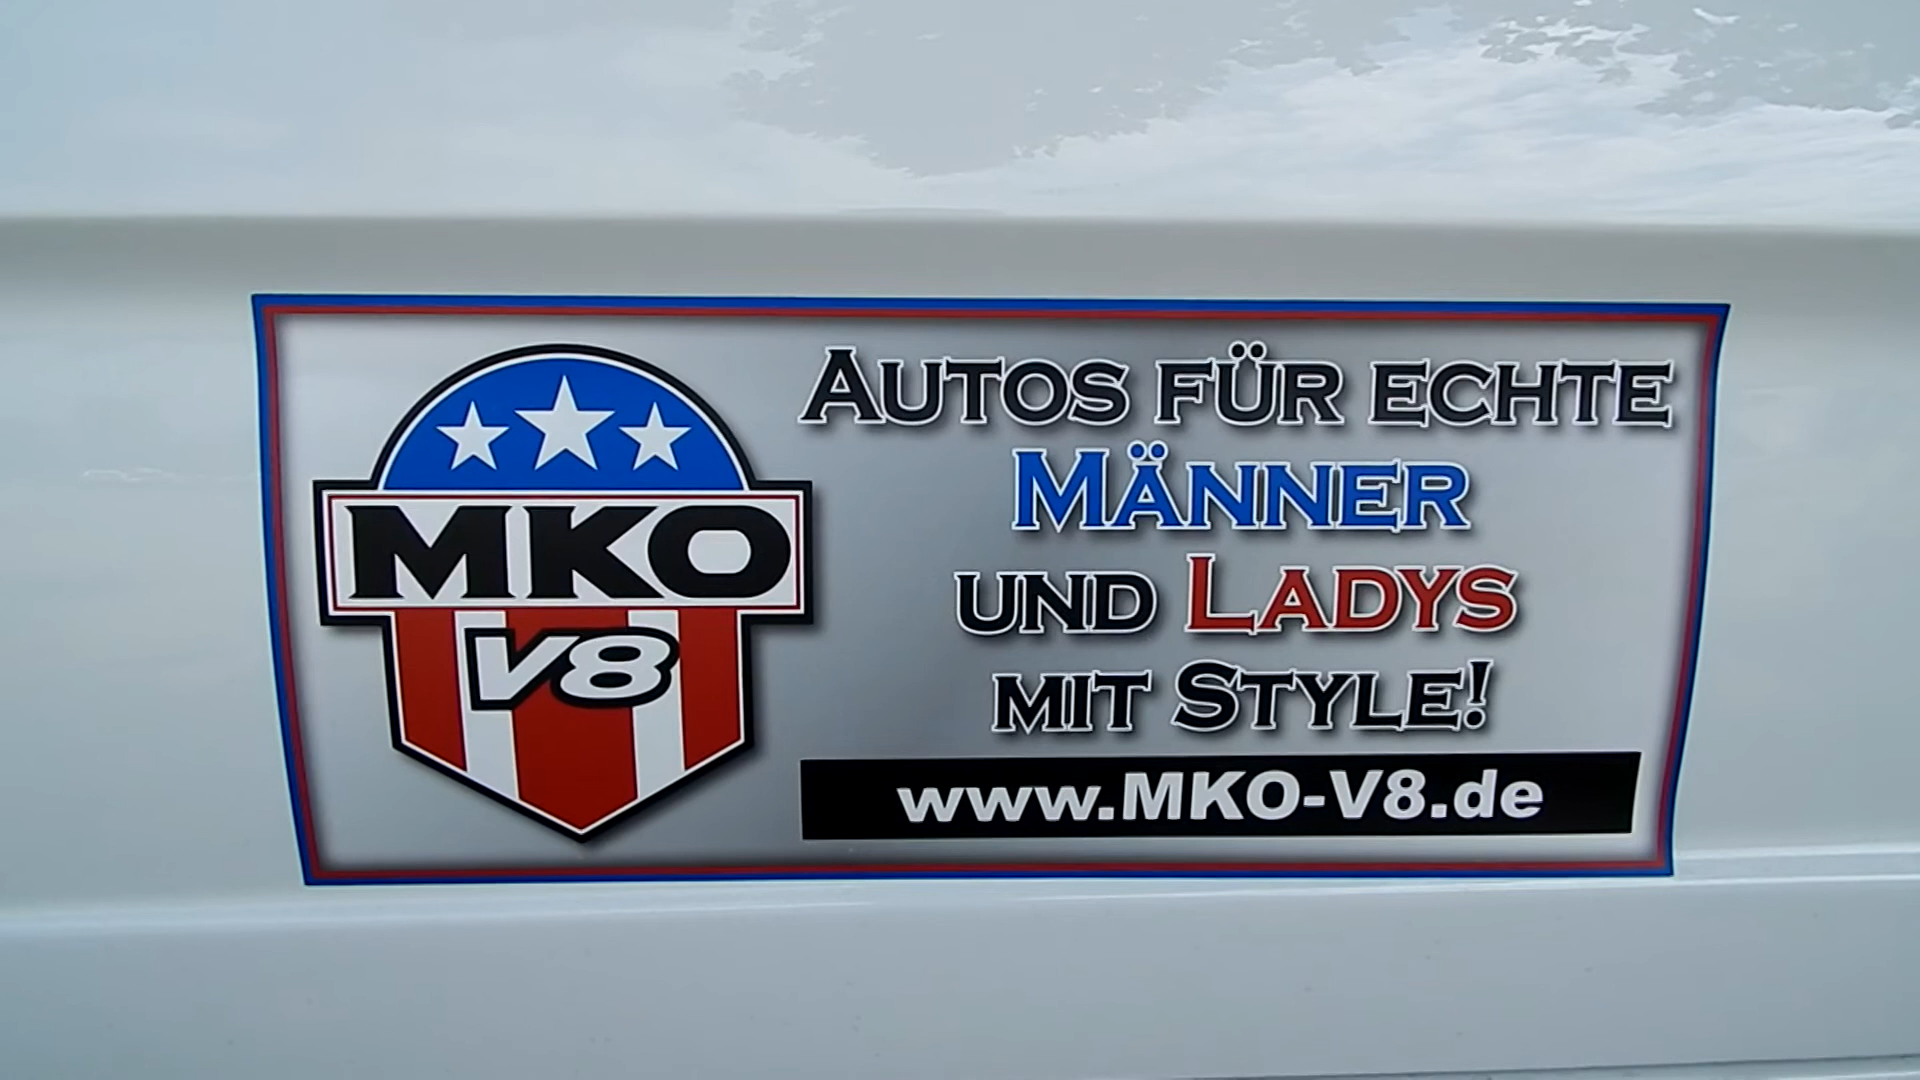 MKO
V8
AUTOS FÜR ECHTE
MÄNNER
UND LADYS
MIT STYLE!
www.MKO-V8.de